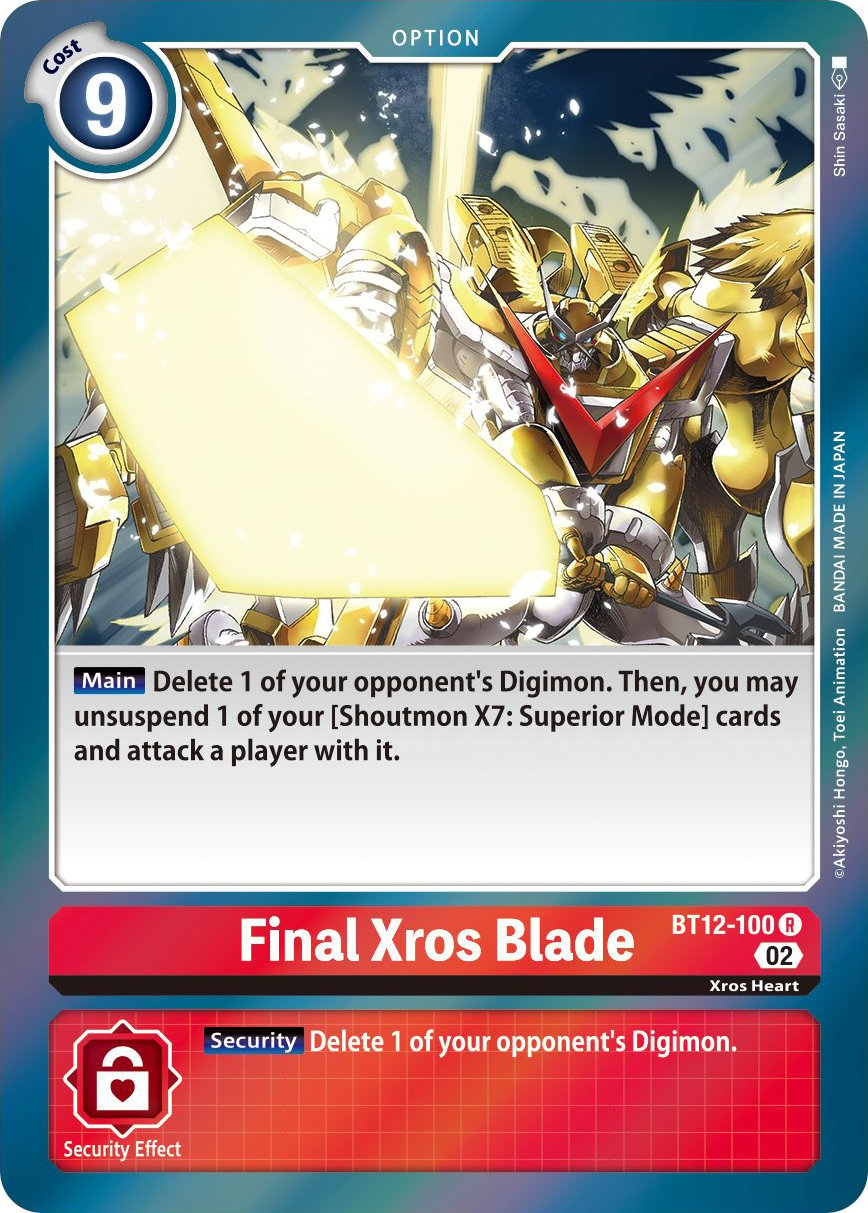 OPTION
Cost
9
Shin Sasaki
Main Delete 1 of your opponent's Digimon. Then, you may
unsuspend 1 of your [Shoutmon X7: Superior Mode] cards
and attack a player with it.
©Akiyoshi Hongo, Toei Animation BANDAI MADE IN JAPAN
Final Xros Blade
BT12-100 R
02
Xros Heart
Security Delete 1 of your opponent's Digimon.
Security Effect